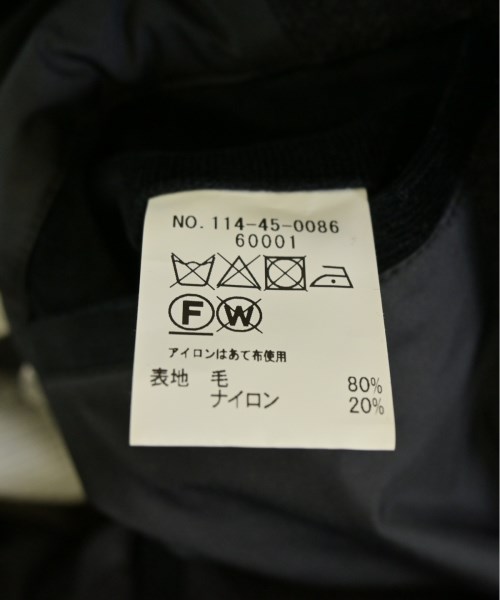 NO. 114-45-0086
60001
F W
アイロンはあて布使用
表地 毛 80%
ナイロン 20%